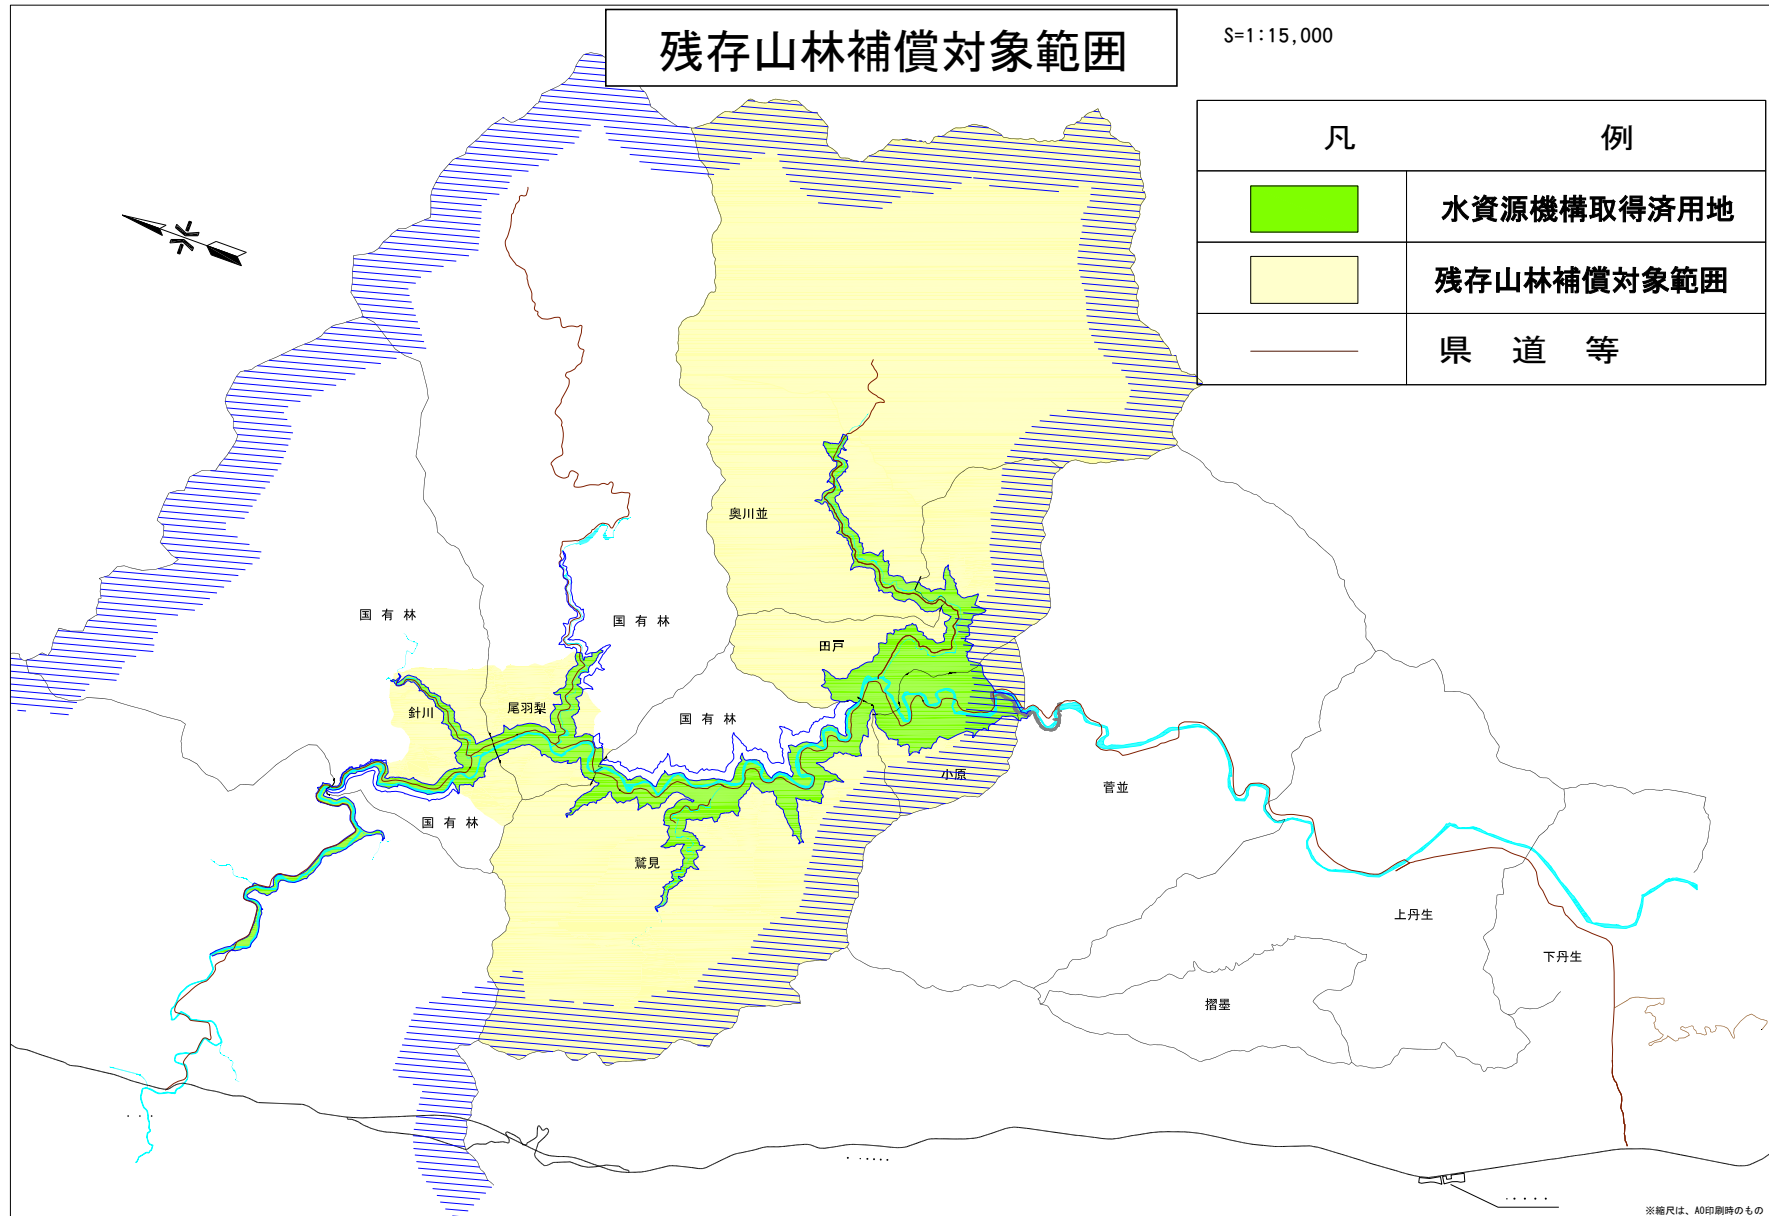 残存山林補償対象範囲
S=1:15,000
凡 例
水資源機構取得済用地
残存山林補償対象範囲
県 道 等
奥川並
国 有 林
国 有 林
田戸
針川
尾羽梨
国 有 林
小原
菅並
国 有 林
鷲見
上丹生
下丹生
摺墨
※縮尺は、A0印刷時のもの